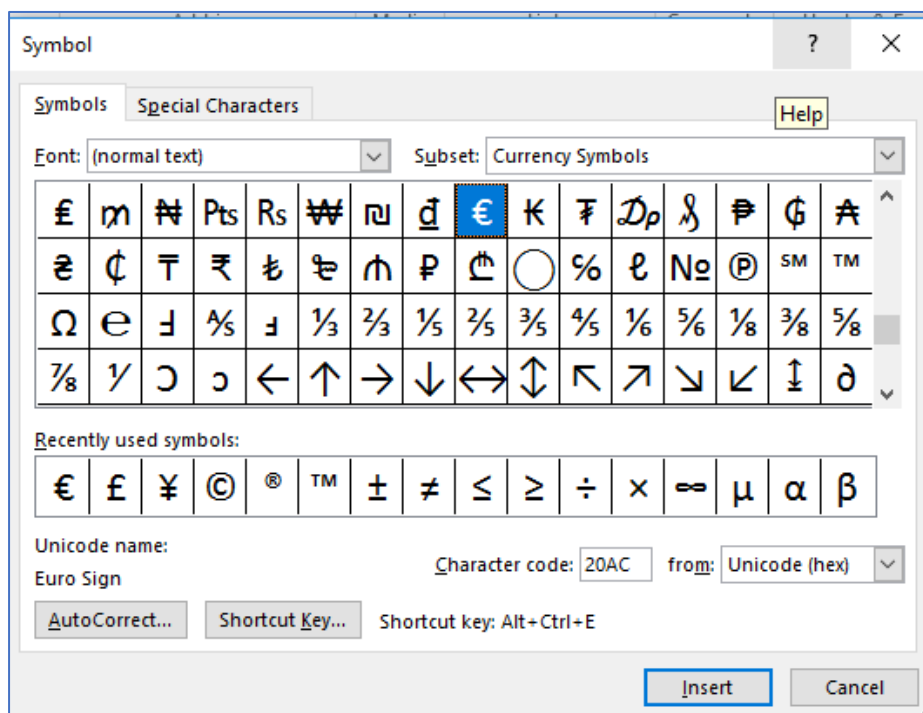 Symbol ? ×
Symbols Special Characters
Help
Font: (normal text) Subset: Currency Symbols
₤ ₥ ₦ ₧ ₨ ₩ ₪ ₫ € ₭ ₮ ₯ ₰ ₱ ₲ ₳
₴ ₵ ₸ ₹ ₺ ₻ ₼ ₽ ₾ ⃝ ℅ ℓ № ℗ ℠ ™
Ω ℮ Ⅎ ⅍ ⅎ ⅓ ⅔ ⅕ ⅖ ⅗ ⅘ ⅙ ⅚ ⅛ ⅜ ⅝
⅞ ⅟ Ↄ ↄ ← ↑ → ↓ ↔ ↕ ↖ ↗ ↘ ↙ ↨ ∂
Recently used symbols:
€ £ ¥ © ® ™ ± ≠ ≤ ≥ ÷ × ∞ µ α β
Unicode name:
Euro Sign
Character code: 20AC from: Unicode (hex)
AutoCorrect... Shortcut Key... Shortcut key: Alt+Ctrl+E
Insert Cancel